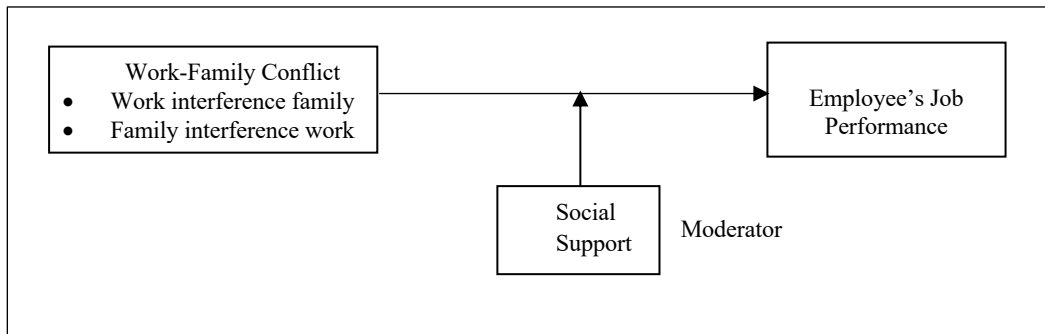 Work-Family Conflict
• Work interference family
• Family interference work
Employee’s Job
Performance
Social
Support
Moderator